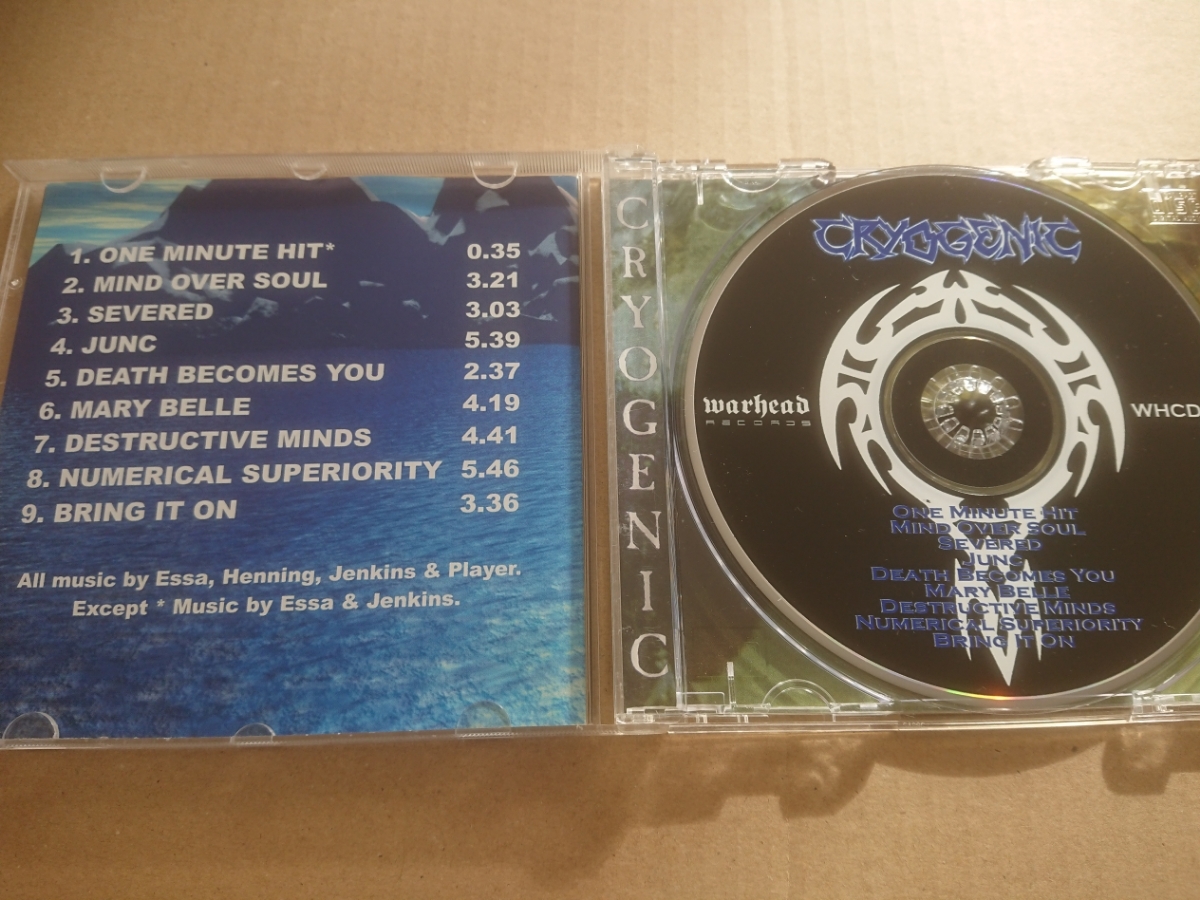 1. ONE MINUTE HIT* 0.35
2. MIND OVER SOUL 3.21
3. SEVERED 3.03
4. JUNC 5.39
5. DEATH BECOMES YOU 2.37
6. MARY BELLE 4.19
7. DESTRUCTIVE MINDS 4.41
8. NUMERICAL SUPERIORITY 5.46
9. BRING IT ON 3.36
All music by Essa, Henning, Jenkins & Player.
Except * Music by Essa & Jenkins.
CRYOGENIC
CRYOGENIC
warhead
RECORDS
WHCD
ONE MINUTE HIT
MIND OVER SOUL
SEVERED
JUNC
DEATH BECOMES YOU
MARY BELLE
DESTRUCTIVE MINDS
NUMERICAL SUPERIORITY
BRING IT ON